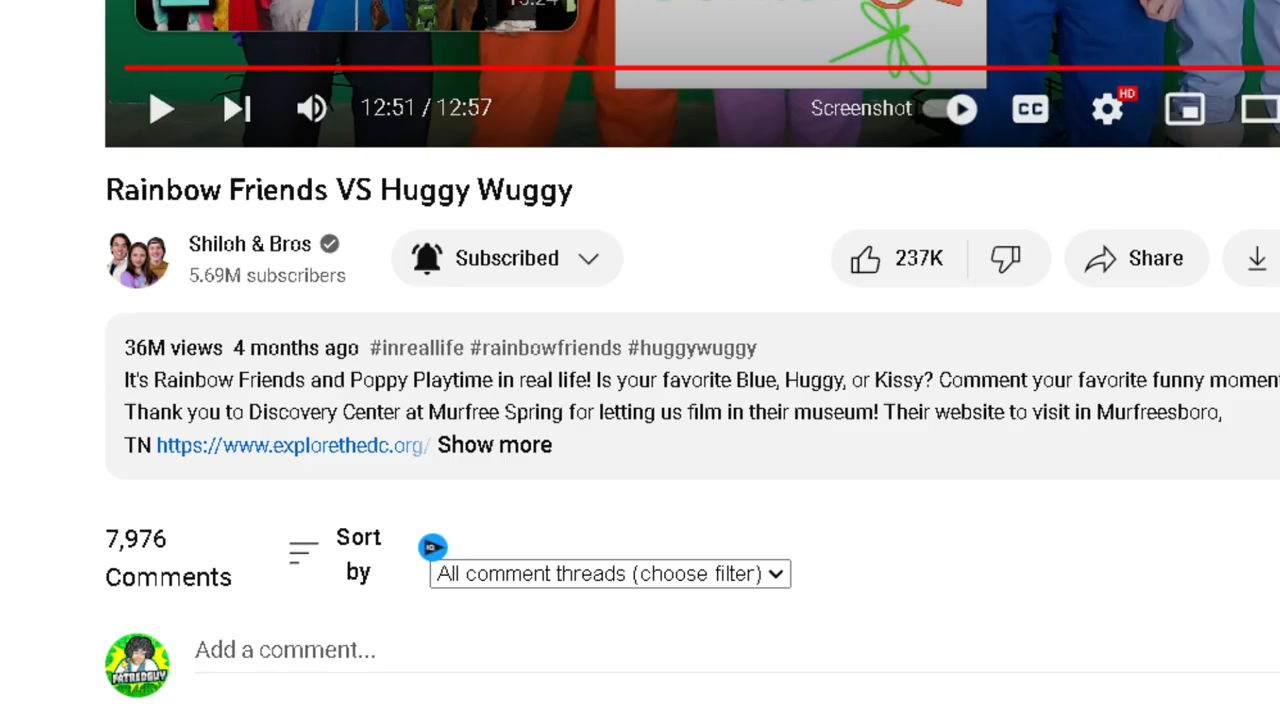 12:51 / 12:57
Screenshot
CC
HD
Rainbow Friends VS Huggy Wuggy
Shiloh & Bros
5.69M subscribers
Subscribed
237K
Share
36M views 4 months ago #inreallife #rainbowfriends #huggywuggy
It's Rainbow Friends and Poppy Playtime in real life! Is your favorite Blue, Huggy, or Kissy? Comment your favorite funny momen
Thank you to Discovery Center at Murfree Spring for letting us film in their museum! Their website to visit in Murfreesboro,
TN https://www.explorethedc.org/ Show more
7,976
Comments
Sort
by
IQ
All comment threads (choose filter)
FATREDGUY
Add a comment...